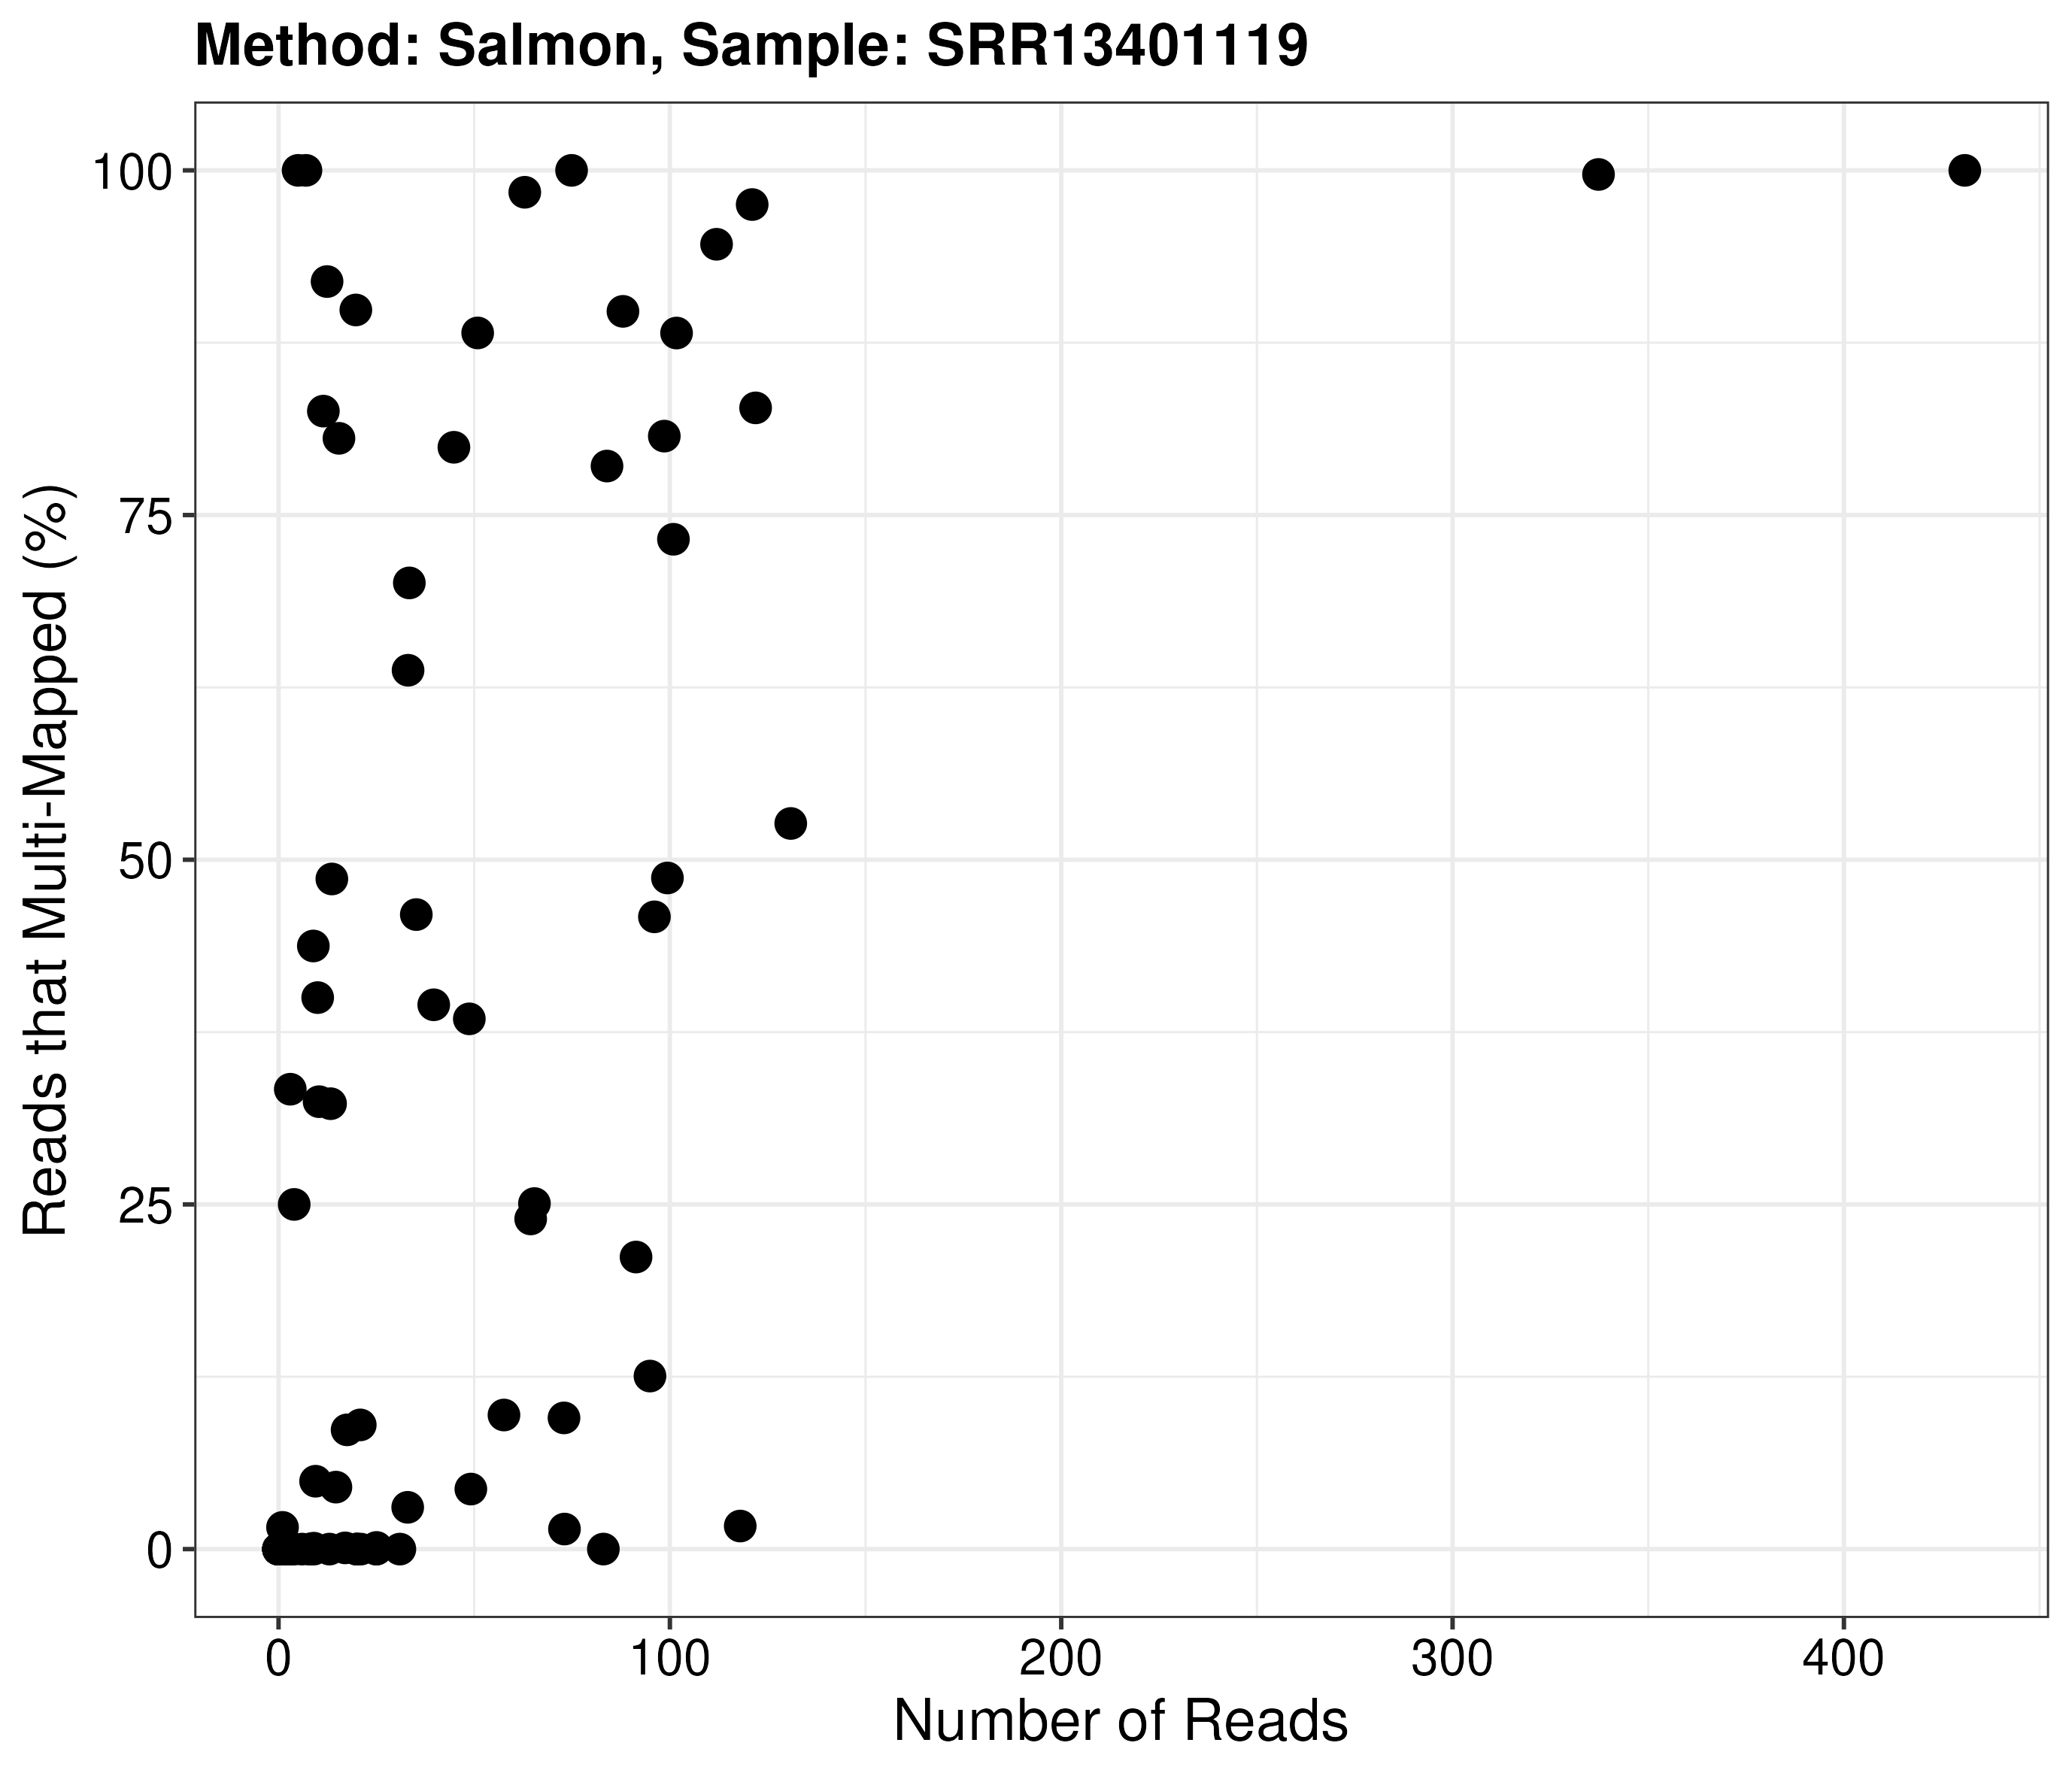 Method: Salmon, Sample: SRR13401119
Reads that Multi-Mapped (%)
100
75
50
25
0
0 100 200 300 400
Number of Reads